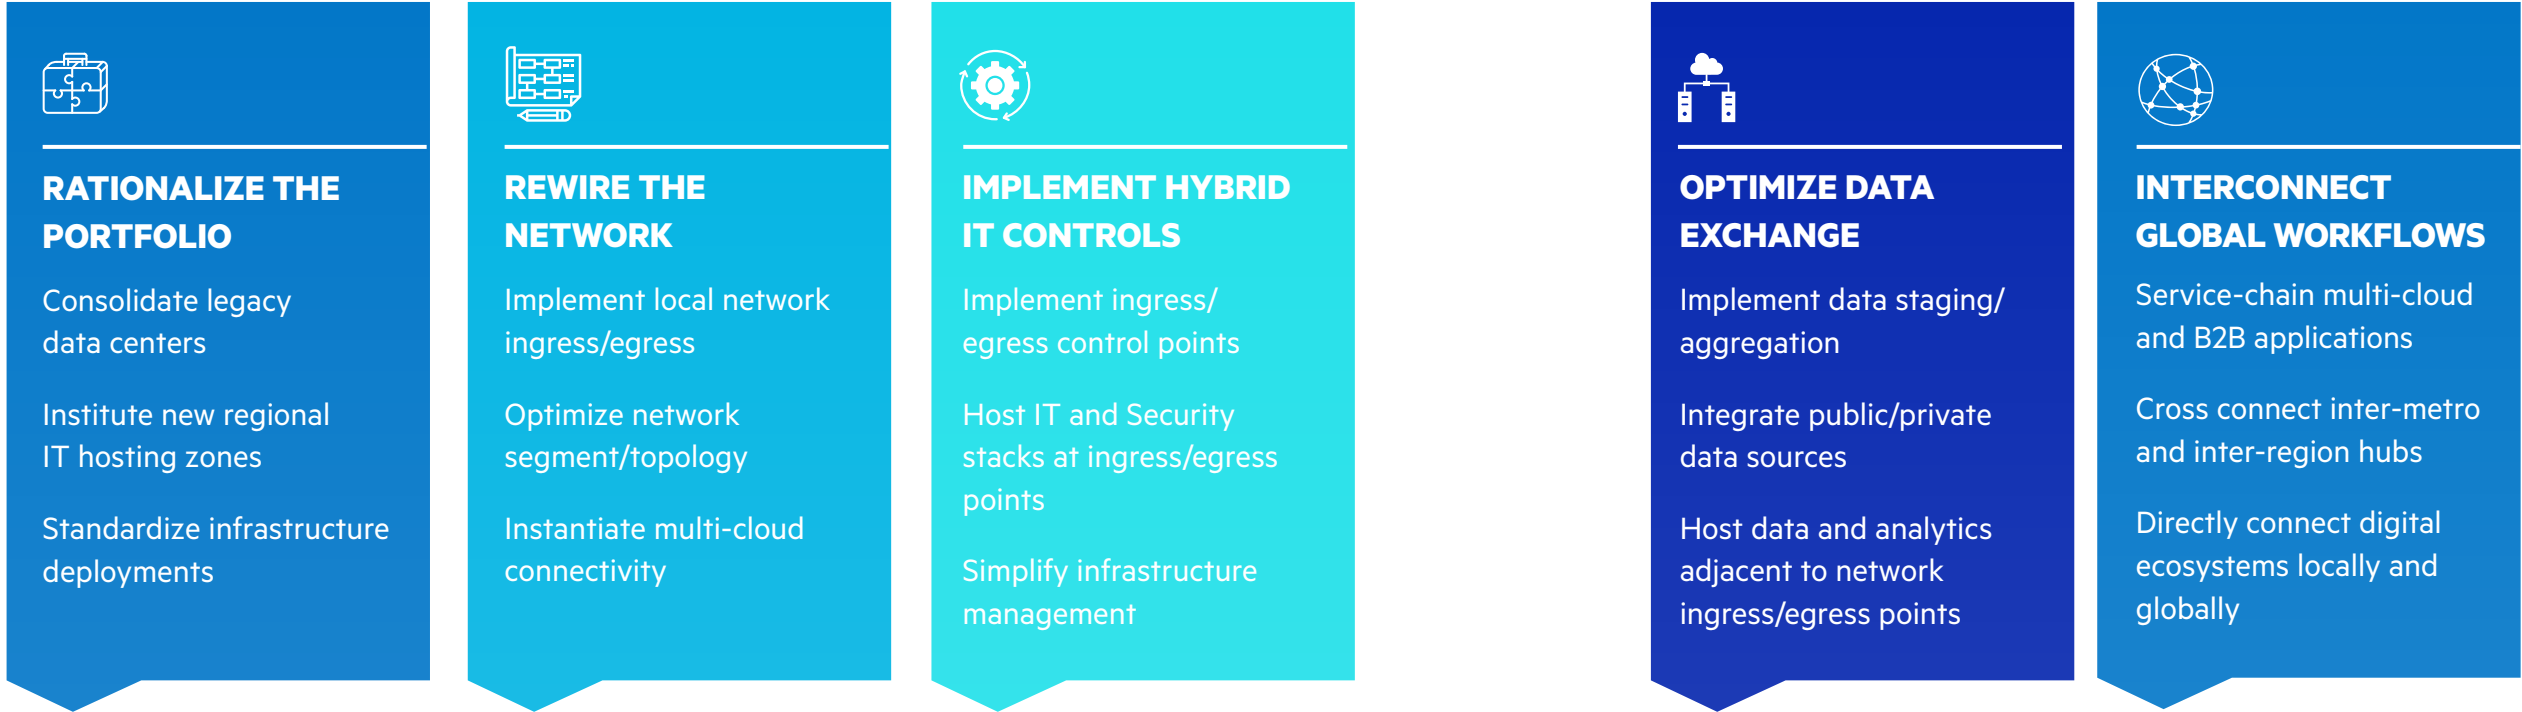 RATIONALIZE THE
PORTFOLIO
Consolidate legacy
data centers
Institute new regional
IT hosting zones
Standardize infrastructure
deployments
REWIRE THE
NETWORK
Implement local network
ingress/egress
Optimize network
segment/topology
Instantiate multi-cloud
connectivity
IMPLEMENT HYBRID
IT CONTROLS
Implement ingress/
egress control points
Host IT and Security
stacks at ingress/egress
points
Simplify infrastructure
management
OPTIMIZE DATA
EXCHANGE
Implement data staging/
aggregation
Integrate public/private
data sources
Host data and analytics
adjacent to network
ingress/egress points
INTERCONNECT
GLOBAL WORKFLOWS
Service-chain multi-cloud
and B2B applications
Cross connect inter-metro
and inter-region hubs
Directly connect digital
ecosystems locally and
globally